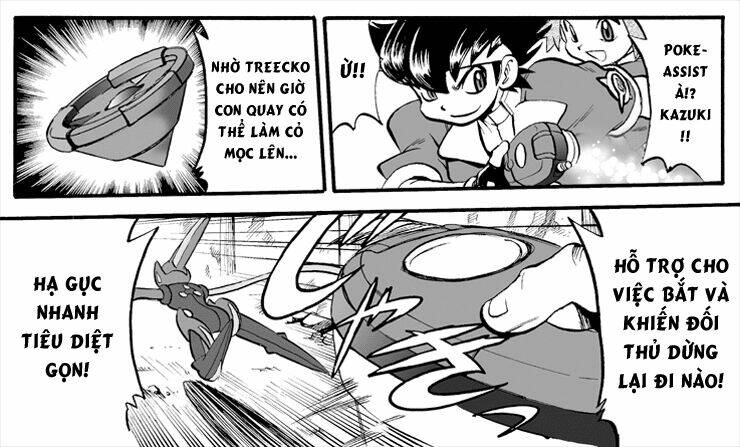 POKE-
ASSIST
À!?
KAZUKI
!!
Ừ!!
NHỜ TREECKO
CHO NÊN GIỜ
CON QUAY CÓ
THỂ LÀM CỎ
MỌC LÊN...
HỖ TRỢ CHO
VIỆC BẮT VÀ
KHIẾN ĐỐI
THỦ DỪNG
LẠI ĐI NÀO!
HẠ GỤC
NHANH
TIÊU DIỆT
GỌN!